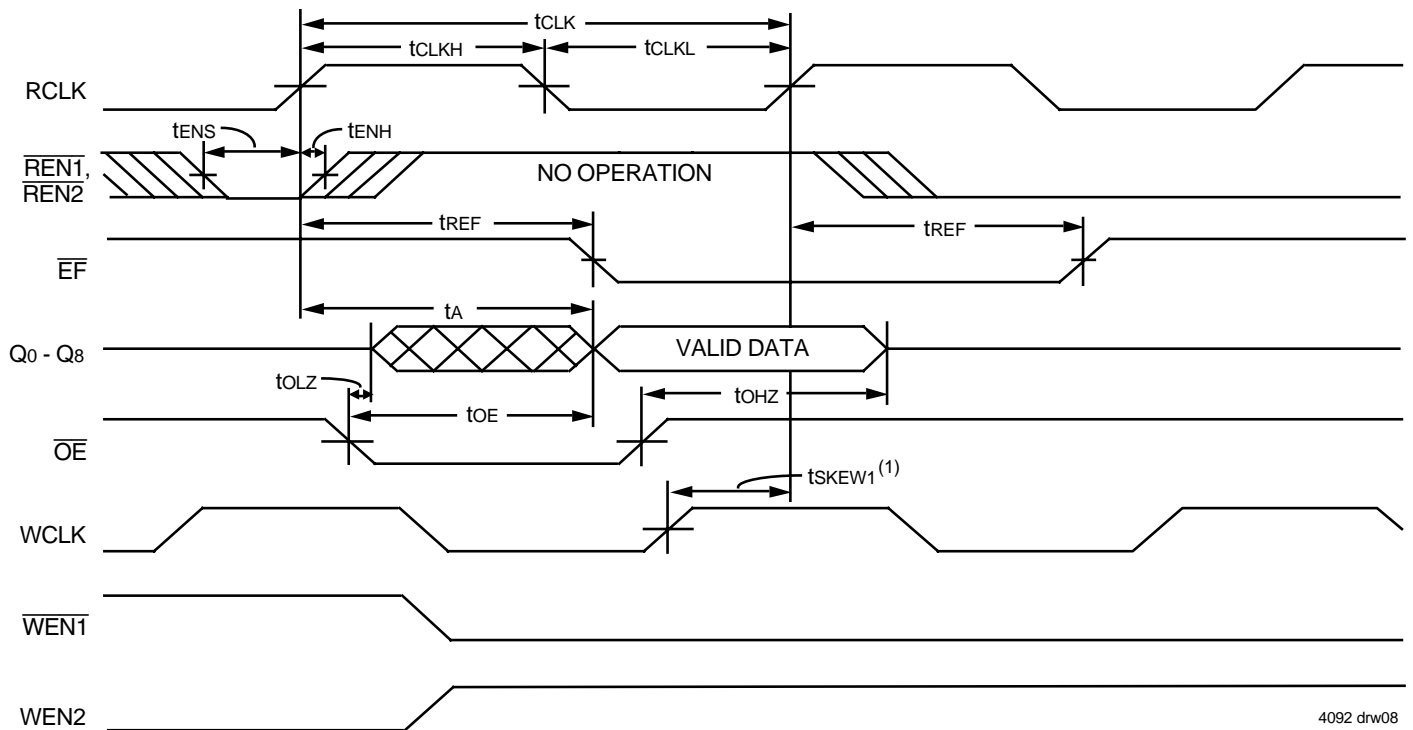 tCLK
tCLKH
tCLKL
RCLK
tENS
tENH
REN1,
REN2
NO OPERATION
tREF
tREF
EF
tA
Q0 - Q8
VALID DATA
tOLZ
tOE
tOHZ
OE
tSKEW1(1)
WCLK
WEN1
WEN2
4092 drw08